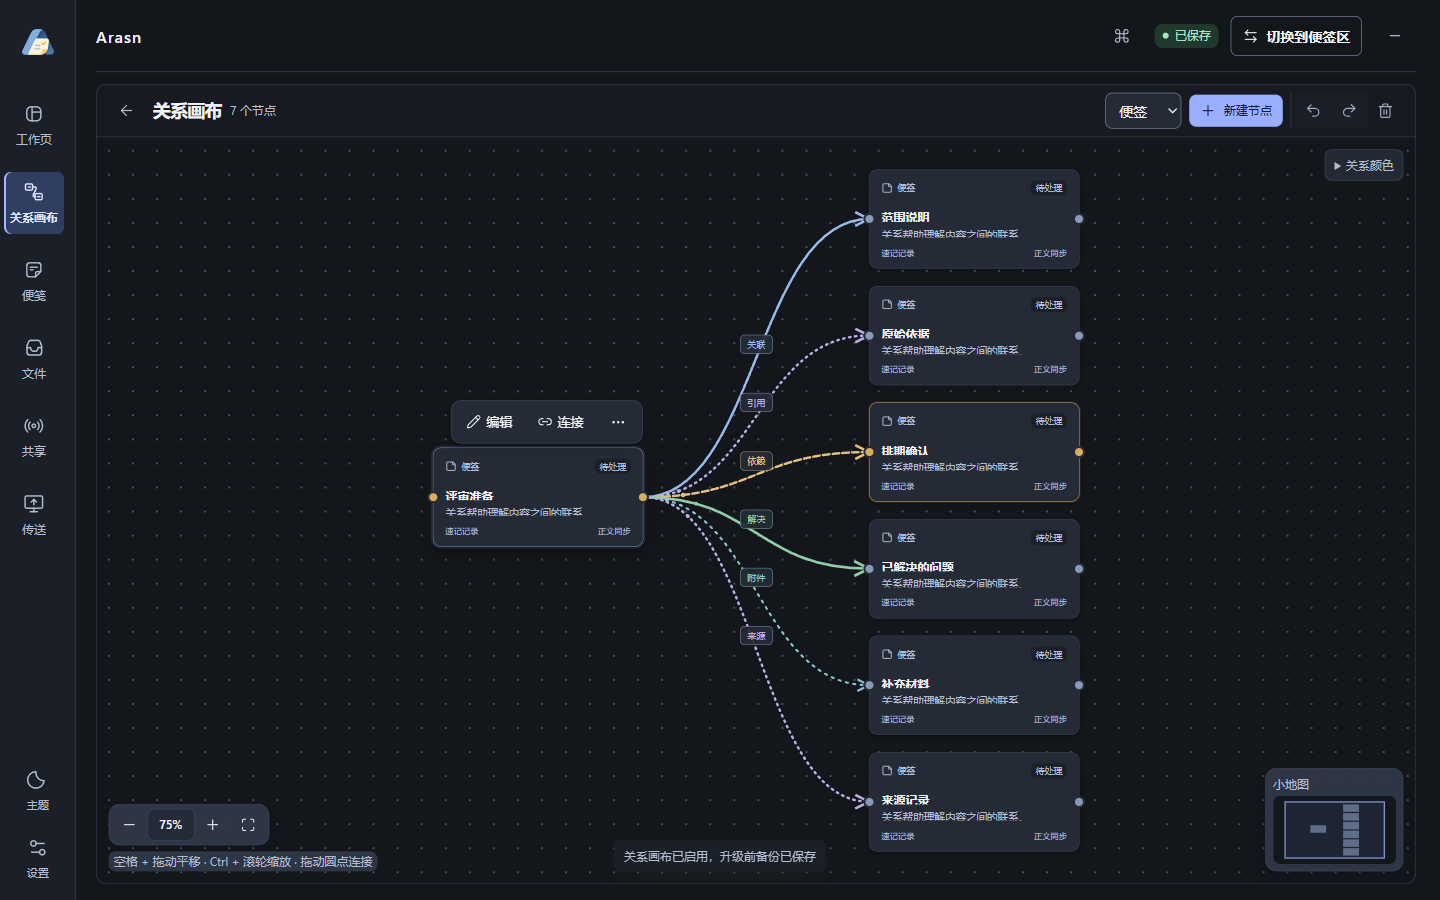 Arasn
已保存
切换到便签区
工作页
关系画布
便笺
文件
共享
传送
主题
设置
关系画布 7 个节点
便签
新建节点
关系颜色
便签 待处理
范围说明
关系帮助理解内容之间的联系
速记记录 正文同步
便签 待处理
原始依据
关系帮助理解内容之间的联系
速记记录 正文同步
便签 待处理
排期确认
关系帮助理解内容之间的联系
速记记录 正文同步
便签 待处理
已解决的问题
关系帮助理解内容之间的联系
速记记录 正文同步
便签 待处理
补充材料
关系帮助理解内容之间的联系
速记记录 正文同步
便签 待处理
来源记录
关系帮助理解内容之间的联系
速记记录 正文同步
关联
引用
依赖
解决
附件
来源
编辑 连接
便签 待处理
评审准备
关系帮助理解内容之间的联系
速记记录 正文同步
75%
空格 + 拖动平移 · Ctrl + 滚轮缩放 · 拖动圆点连接
关系画布已启用，升级前备份已保存
小地图